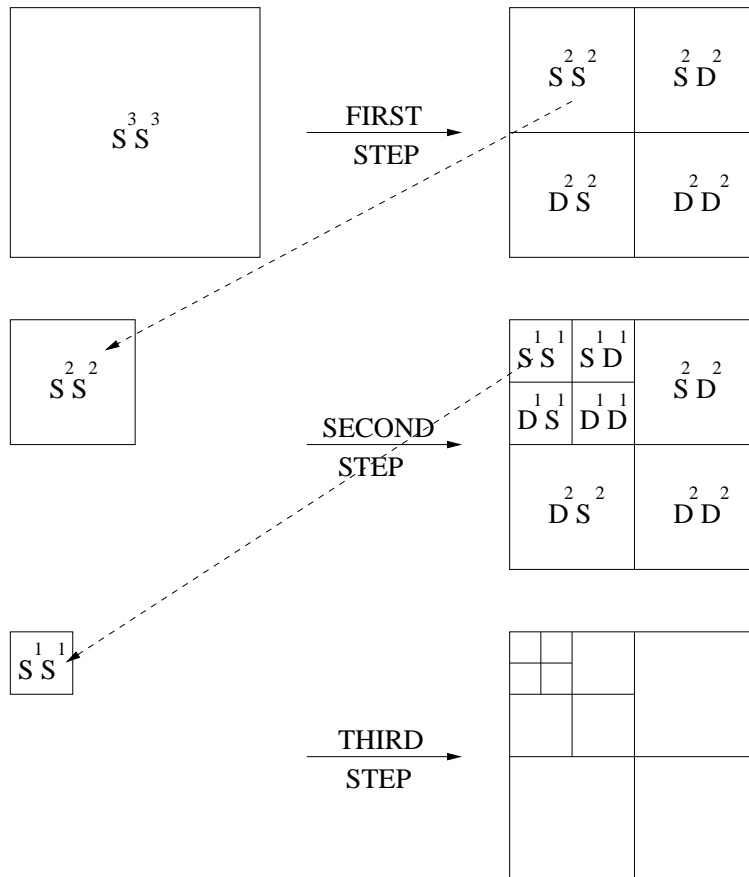 S³S³
FIRST
STEP
S²S² S²D²
D²S² D²D²
S²S²
SECOND
STEP
S¹S¹ S¹D¹
D¹S¹ D¹D¹
S²D²
D²S² D²D²
S¹S¹
THIRD
STEP